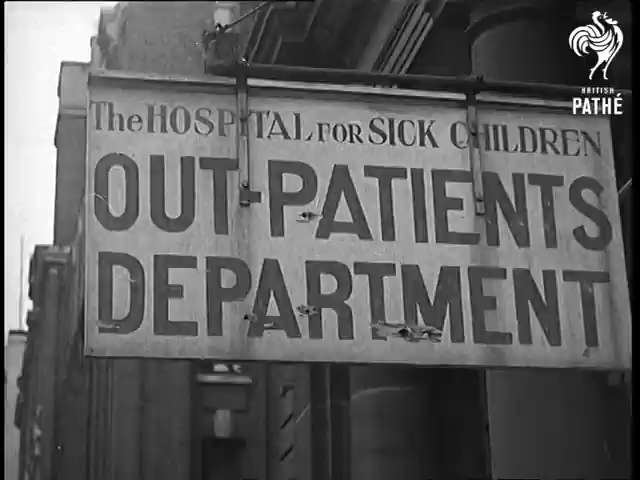 BRITISH
PATHÉ
The HOSPITAL FOR SICK CHILDREN
OUT-PATIENTS
DEPARTMENT